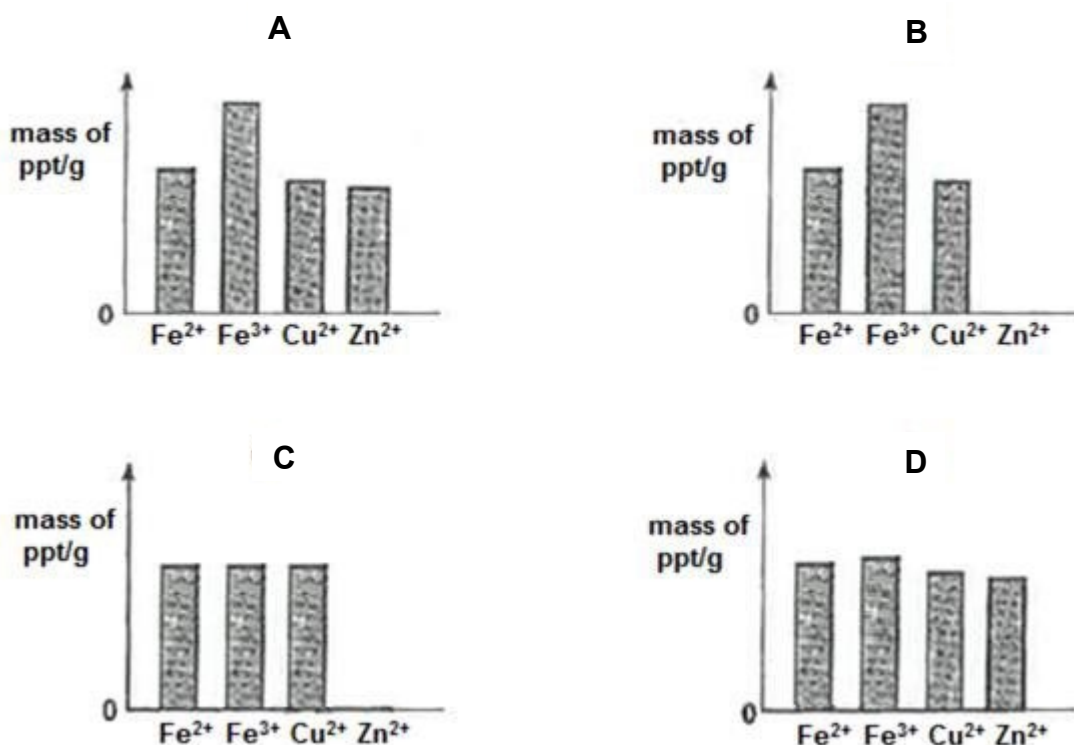 A
mass of
ppt/g
0
Fe²⁺ Fe³⁺ Cu²⁺ Zn²⁺
B
mass of
ppt/g
0
Fe²⁺ Fe³⁺ Cu²⁺ Zn²⁺
C
mass of
ppt/g
0
Fe²⁺ Fe³⁺ Cu²⁺ Zn²⁺
D
mass of
ppt/g
0
Fe²⁺ Fe³⁺ Cu²⁺ Zn²⁺